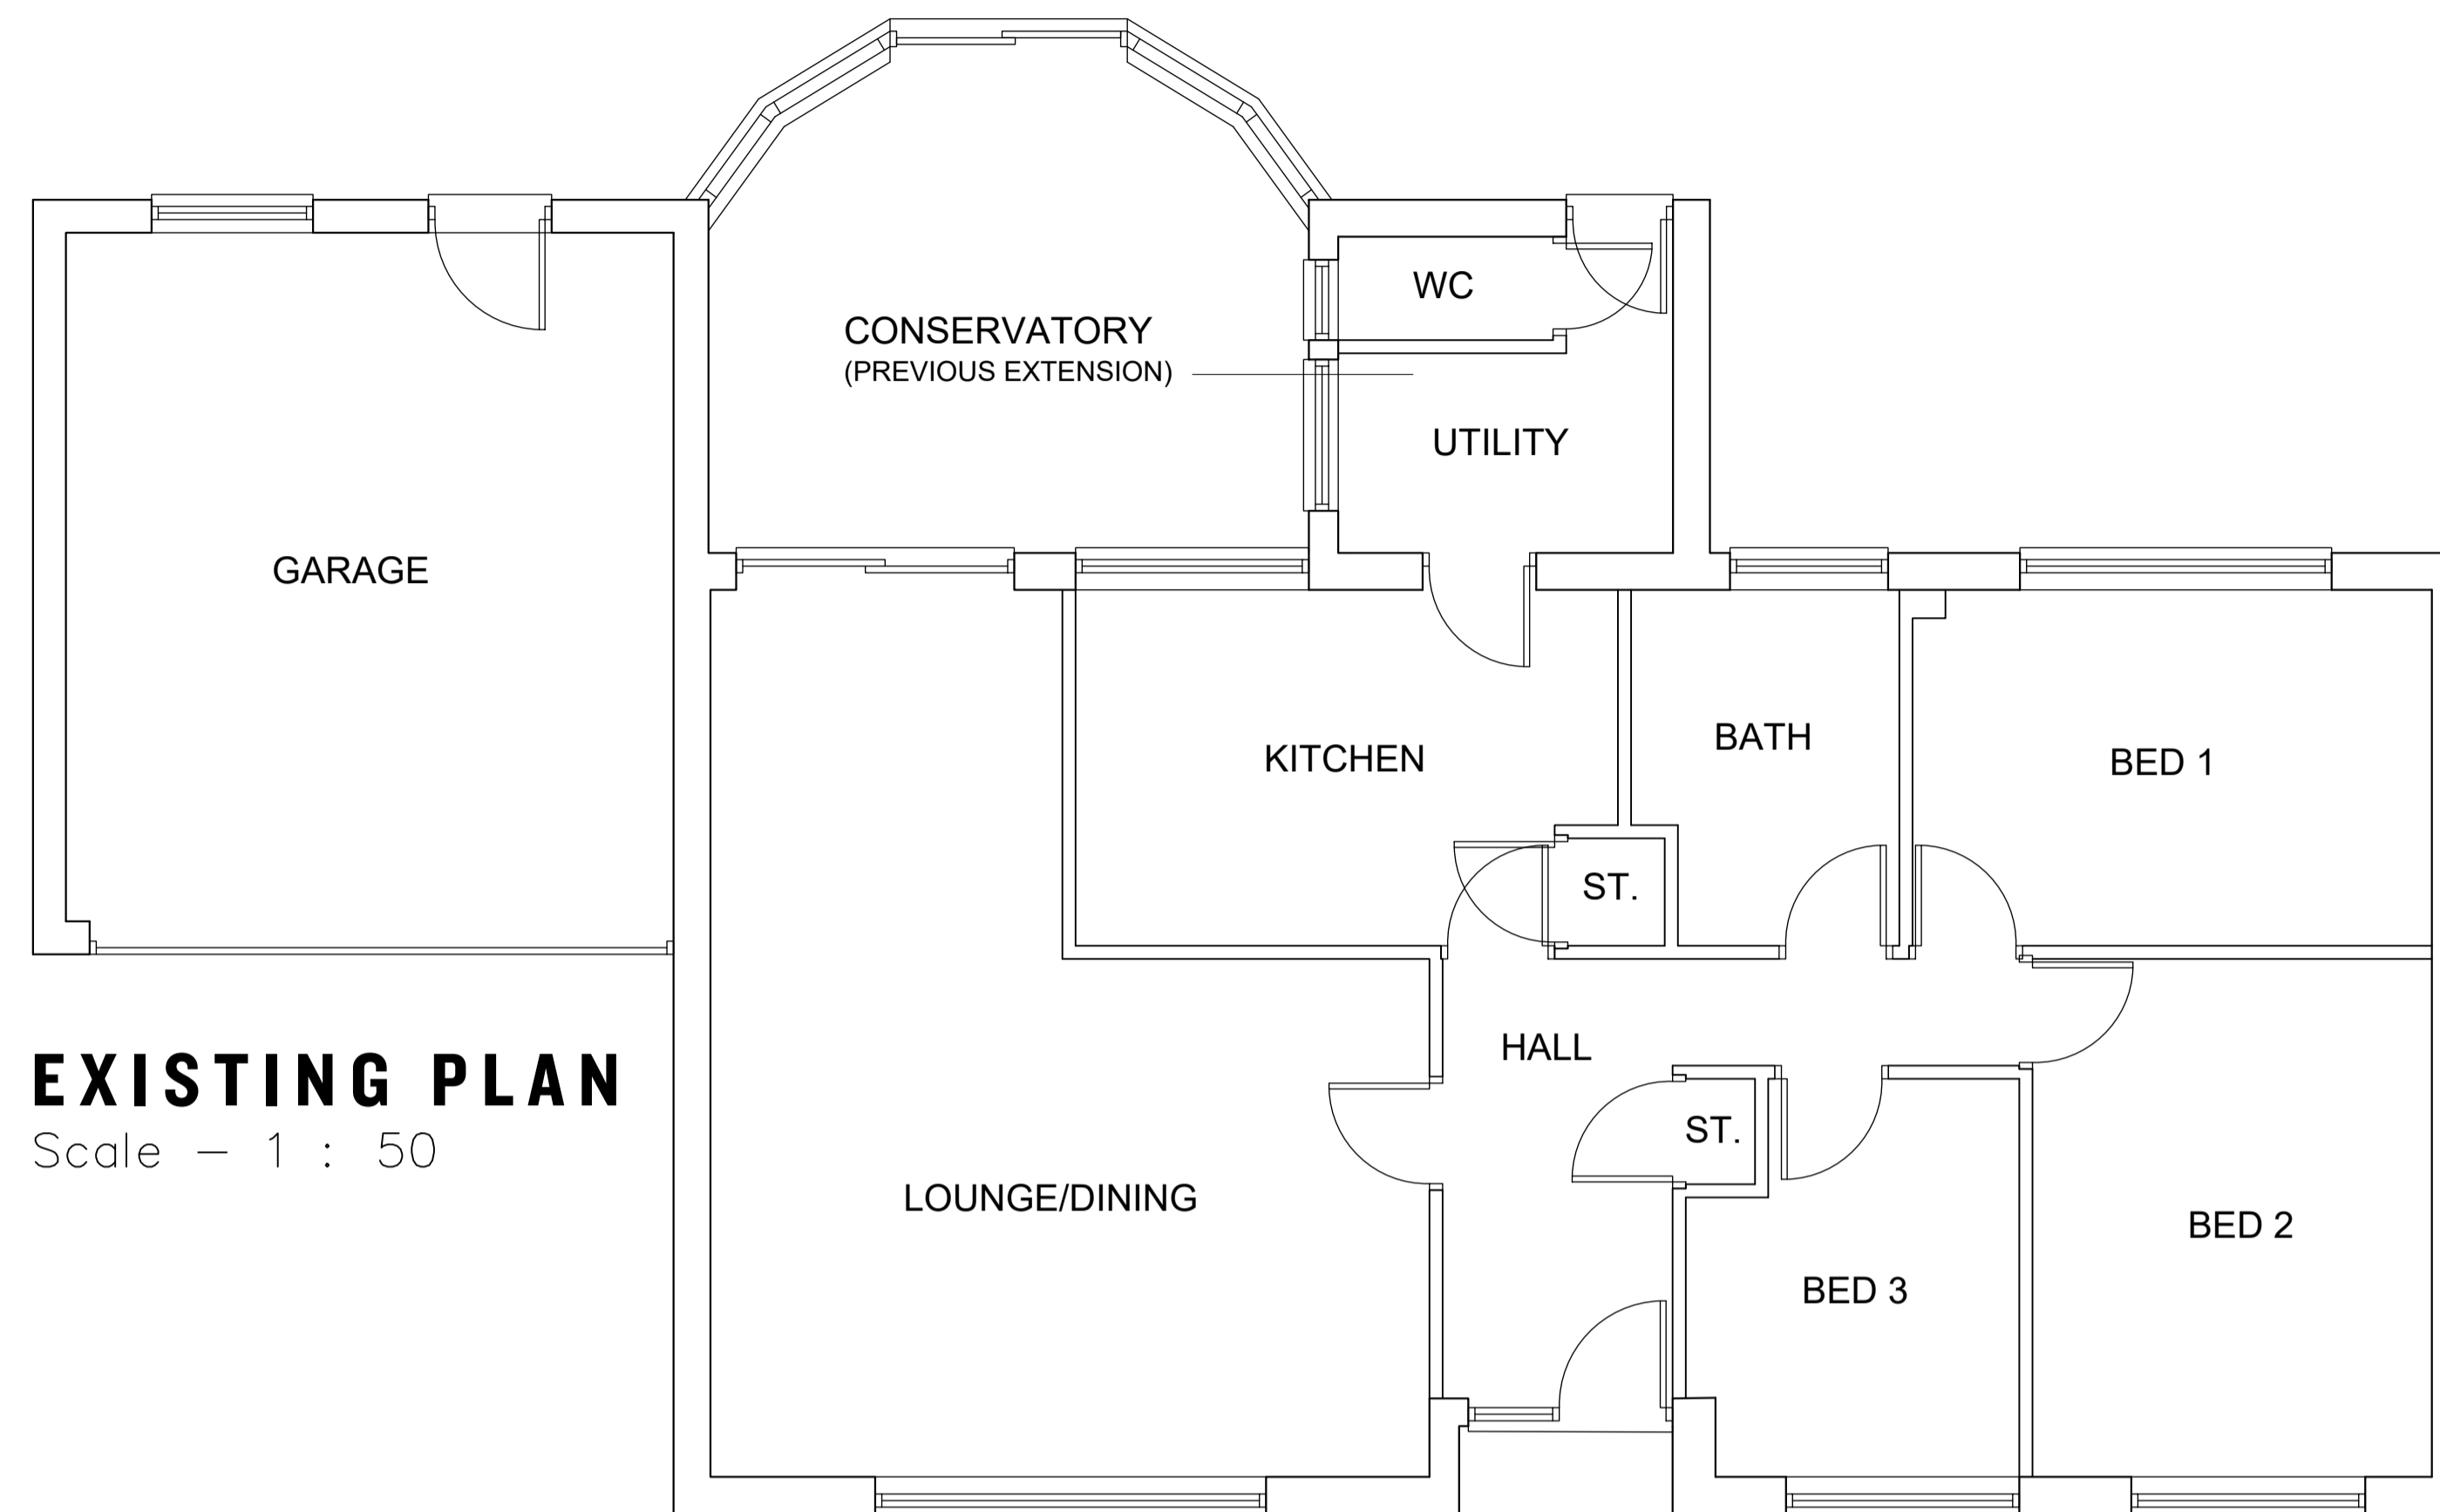 WC
CONSERVATORY
(PREVIOUS EXTENSION)
UTILITY
GARAGE
KITCHEN
BATH
BED 1
ST.
HALL
EXISTING PLAN
Scale - 1 : 50
ST.
LOUNGE/DINING
BED 2
BED 3